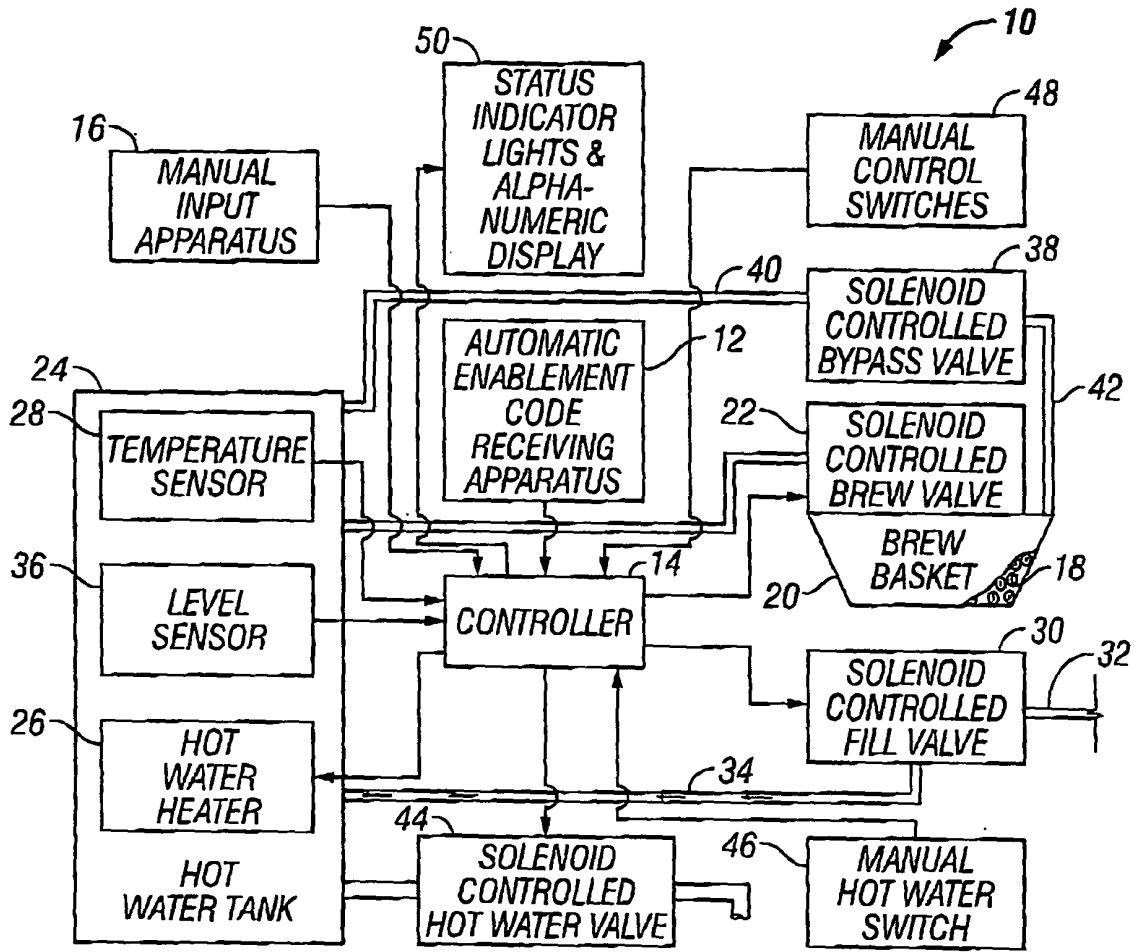 10
50
STATUS
INDICATOR
LIGHTS &
ALPHA-
NUMERIC
DISPLAY
16
MANUAL
INPUT
APPARATUS
48
MANUAL
CONTROL
SWITCHES
40
38
SOLENOID
CONTROLLED
BYPASS VALVE
42
12
AUTOMATIC
ENABLEMENT
CODE
RECEIVING
APPARATUS
24
28
TEMPERATURE
SENSOR
22
SOLENOID
CONTROLLED
BREW VALVE
BREW
BASKET
20
18
36
LEVEL
SENSOR
14
CONTROLLER
30
SOLENOID
CONTROLLED
FILL VALVE
32
26
HOT
WATER
HEATER
34
HOT
WATER TANK
44
SOLENOID
CONTROLLED
HOT WATER VALVE
46
MANUAL
HOT WATER
SWITCH